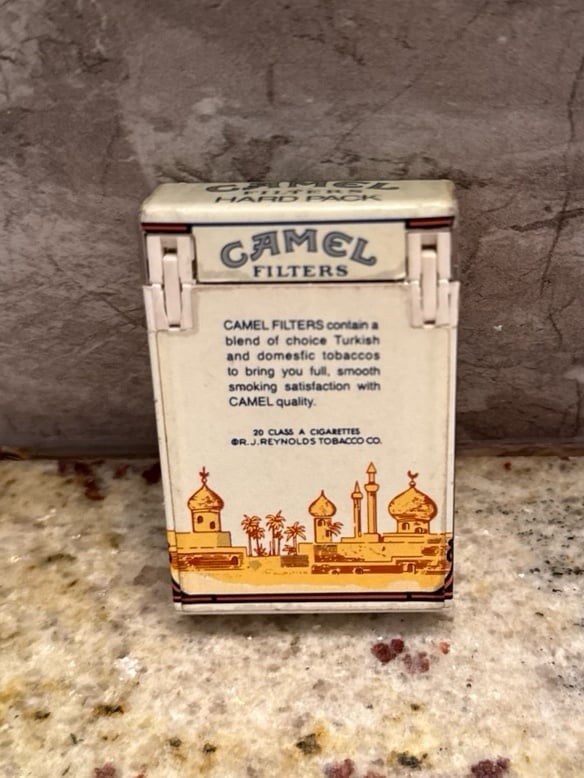 CAMEL
FILTERS
HARD PACK
CAMEL
FILTERS
CAMEL FILTERS contain a
blend of choice Turkish
and domestic tobaccos
to bring you full, smooth
smoking satisfaction with
CAMEL quality.
20 CLASS A CIGARETTES
©R.J.REYNOLDS TOBACCO CO.